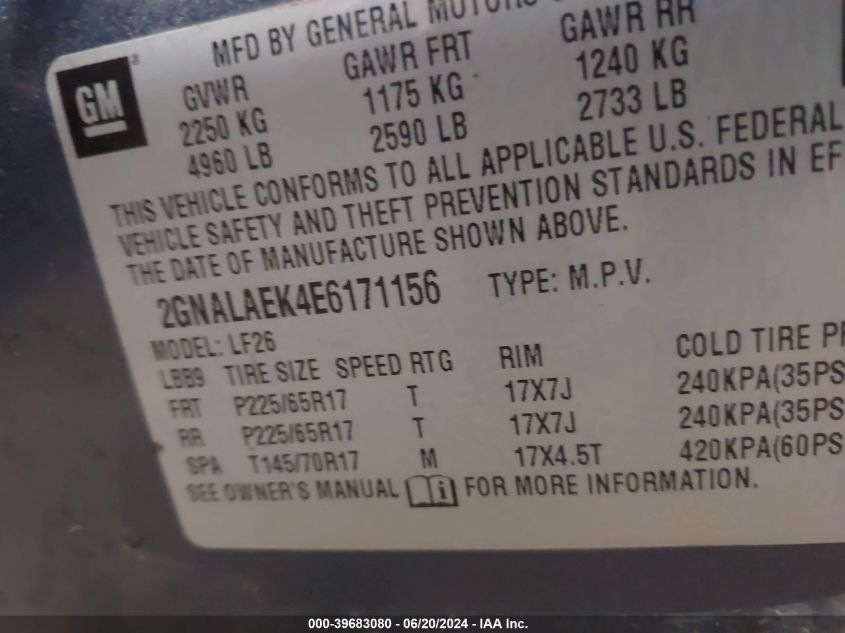 MFD BY GENERAL MOTORS
GM
®
GVWR GAWR FRT GAWR RR
2250 KG 1175 KG 1240 KG
4960 LB 2590 LB 2733 LB
THIS VEHICLE CONFORMS TO ALL APPLICABLE U.S. FEDERAL
VEHICLE SAFETY AND THEFT PREVENTION STANDARDS IN EF
THE DATE OF MANUFACTURE SHOWN ABOVE.
2GNALAEK4E6171156 TYPE: M.P.V.
MODEL: LF26
LBB9 TIRE SIZE SPEED RTG RIM COLD TIRE PR
FRT P225/65R17 T 17X7J 240KPA(35PS
RR P225/65R17 T 17X7J 240KPA(35PS
SPA T145/70R17 M 17X4.5T 420KPA(60PS
SEE OWNER'S MANUAL i FOR MORE INFORMATION.
000-39683080 - 06/20/2024 - IAA Inc.